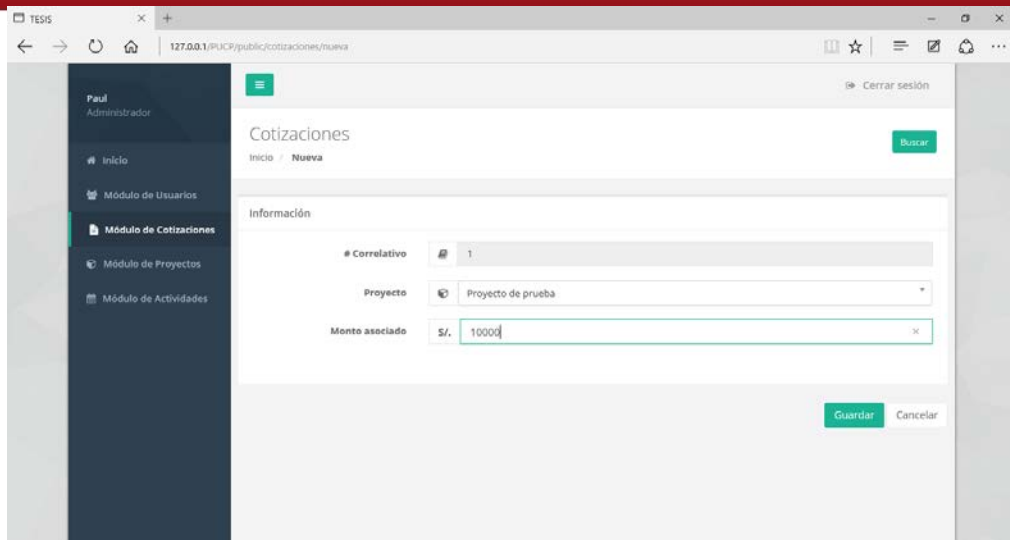 TESIS
127.0.0.1/PUCP/public/cotizaciones/nueva
Paul
Administrador
Inicio
Módulo de Usuarios
Módulo de Cotizaciones
Módulo de Proyectos
Módulo de Actividades
Cerrar sesión
Cotizaciones
Inicio / Nueva
Buscar
Información
# Correlativo 1
Proyecto Proyecto de prueba
Monto asociado S/. 10000
Guardar Cancelar